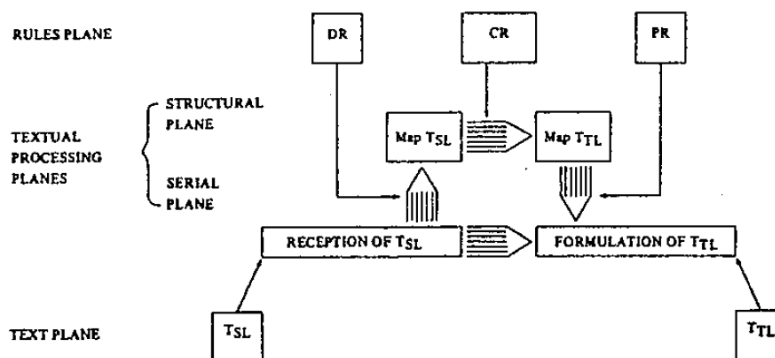 RULES PLANE
DR
CR
PR
TEXTUAL PROCESSING PLANES
STRUCTURAL PLANE
Map TSL
Map TTL
SERIAL PLANE
RECEPTION OF TSL
FORMULATION OF TTL
TEXT PLANE
TSL
TTL